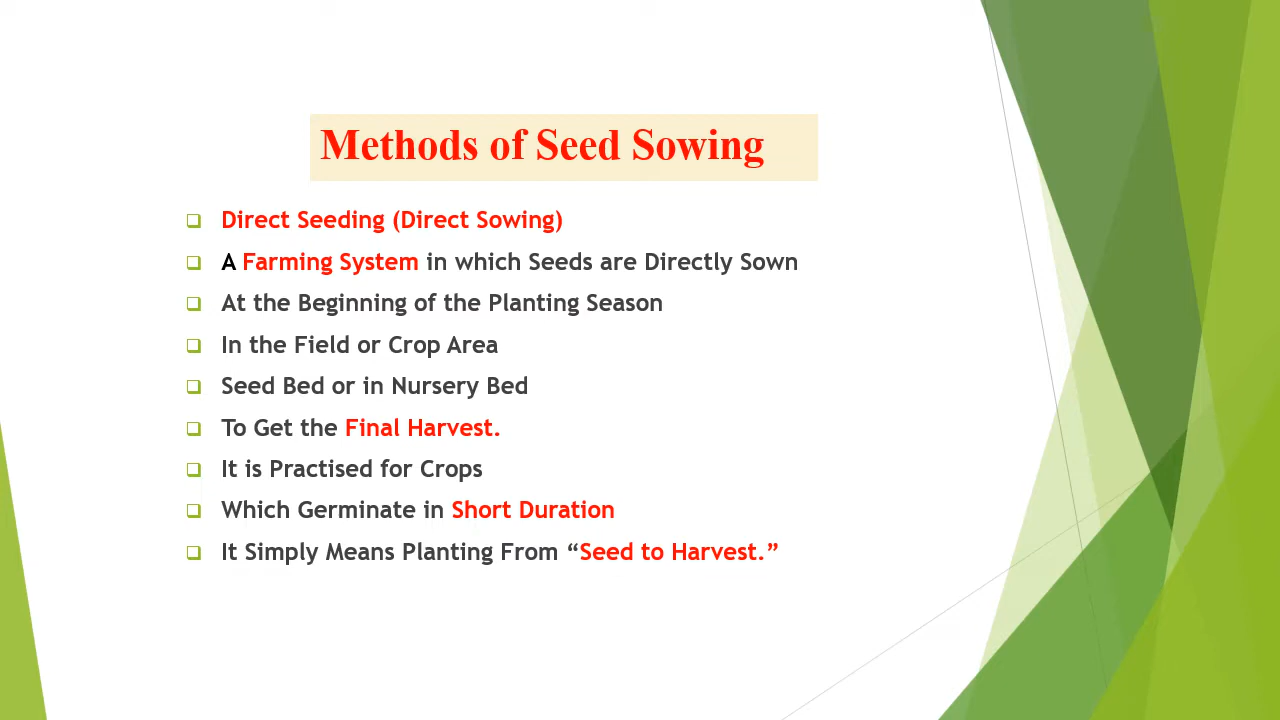 Methods of Seed Sowing
Direct Seeding (Direct Sowing)
A Farming System in which Seeds are Directly Sown
At the Beginning of the Planting Season
In the Field or Crop Area
Seed Bed or in Nursery Bed
To Get the Final Harvest.
It is Practised for Crops
Which Germinate in Short Duration
It Simply Means Planting From “Seed to Harvest.”